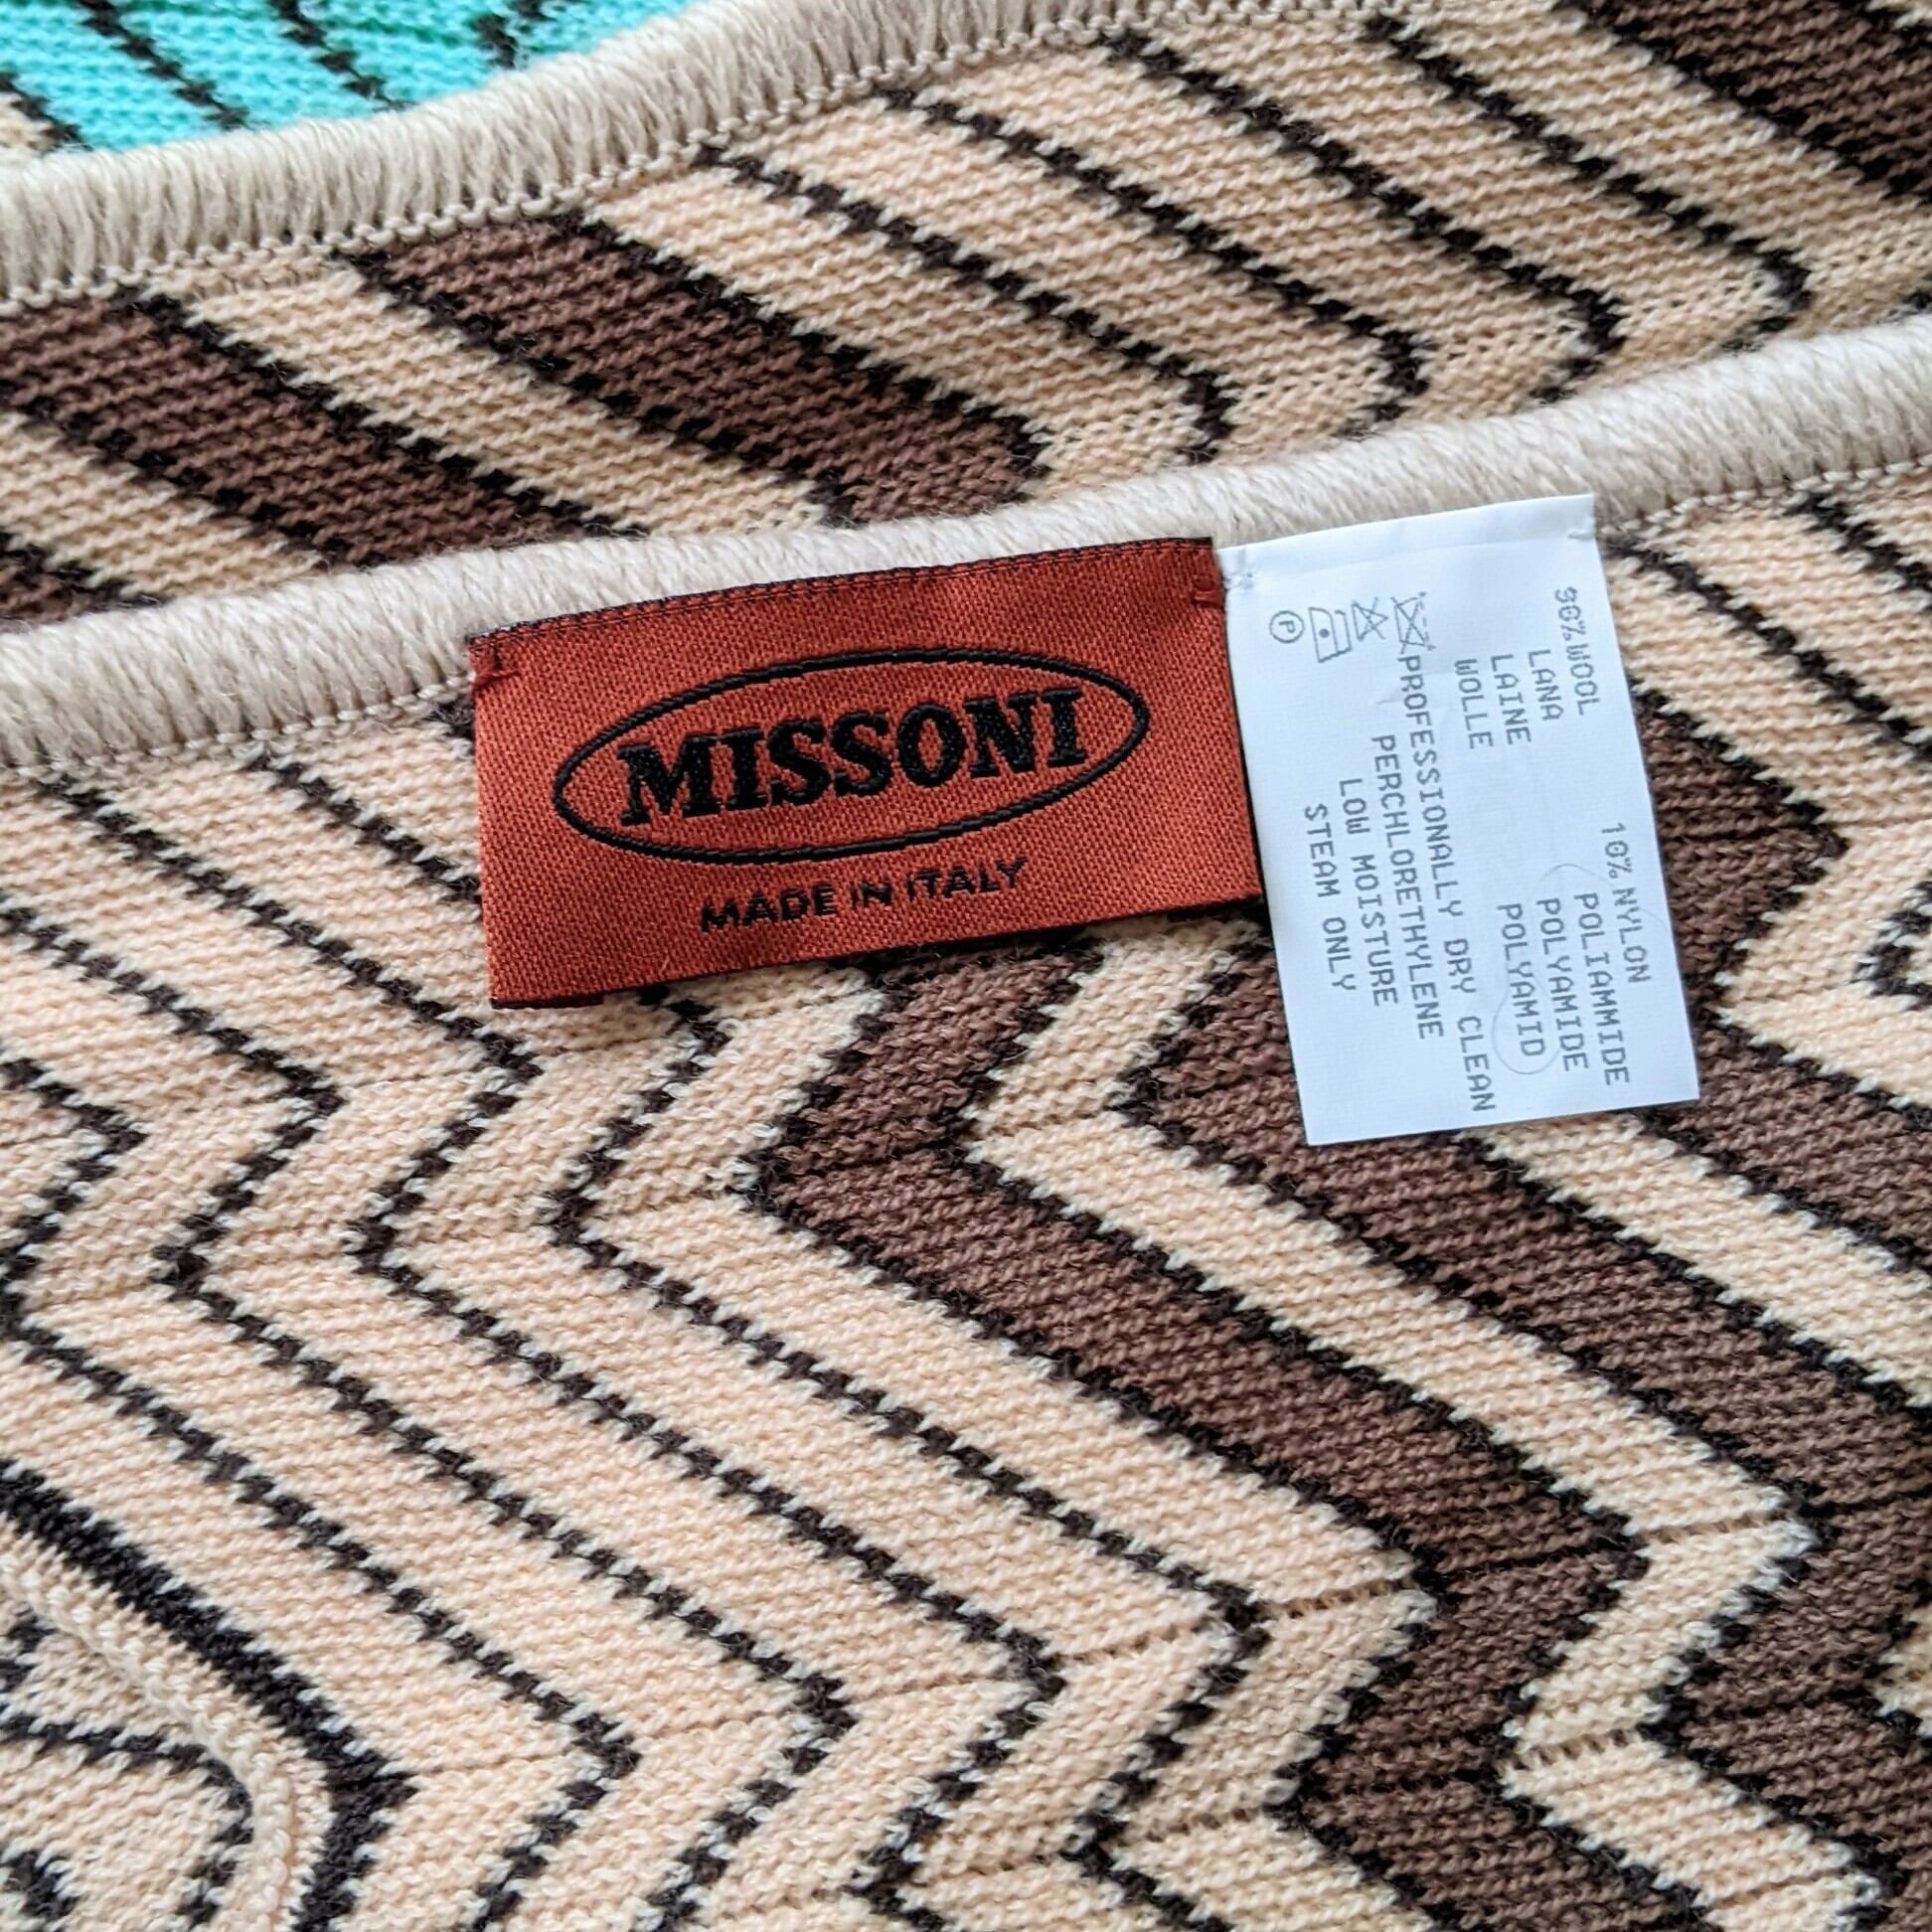 MISSONI
MADE IN ITALY
90% WOOL
LANA
LAINE
WOLLE
10% NYLON
POLIAMMIDE
POLYAMIDE
POLYAMID
PROFESSIONALLY DRY CLEAN
PERCHLORETHYLENE
LOW MOISTURE
STEAM ONLY
P